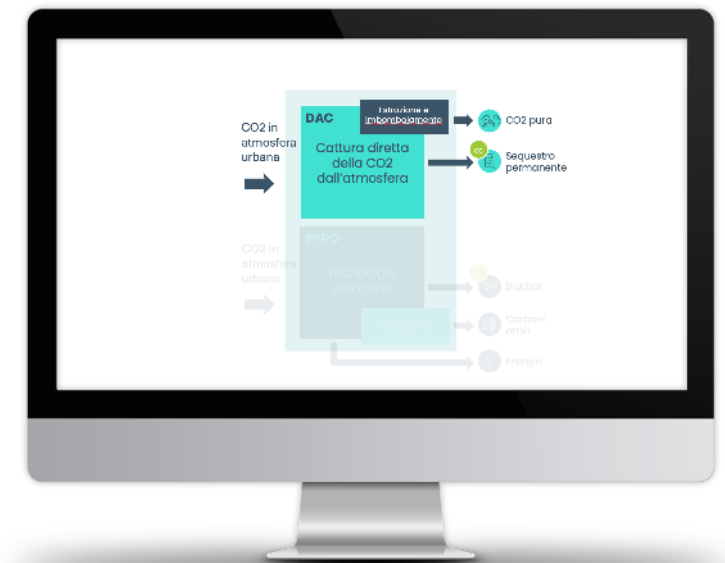 CO2 in
atmosfera
urbana
DAC
Estrazione e
Imbombolamento
Cattura diretta
della CO2
dall'atmosfera
CO2 pura
Sequestro
permanente
CO2 in
atmosfera
urbana
PYRO
Tecnologie
adiacenti
Biochar
Carboni
attivi
Energia